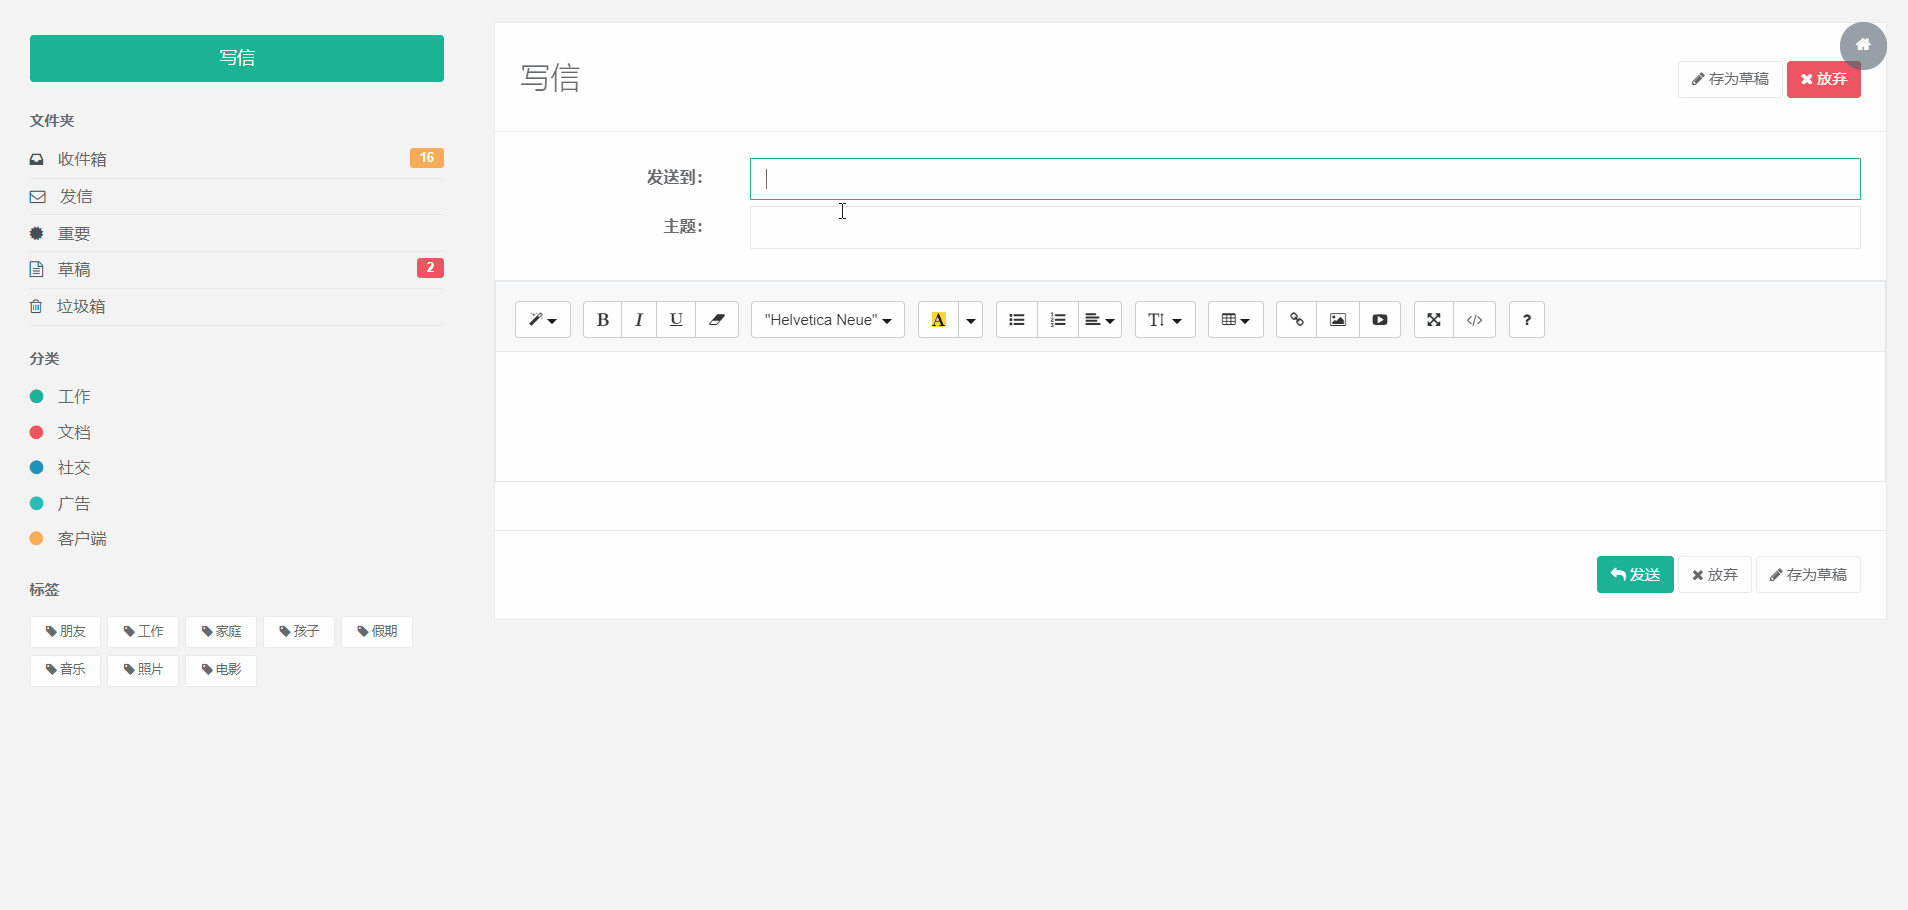 写信
文件夹
收件箱 16
发信
重要
草稿 2
垃圾箱
分类
工作
文档
社交
广告
客户端
标签
朋友 工作 家庭 孩子 假期
音乐 照片 电影
写信
存为草稿 放弃
发送到：
主题：
B I U "Helvetica Neue" A TI </> ?
发送 放弃 存为草稿